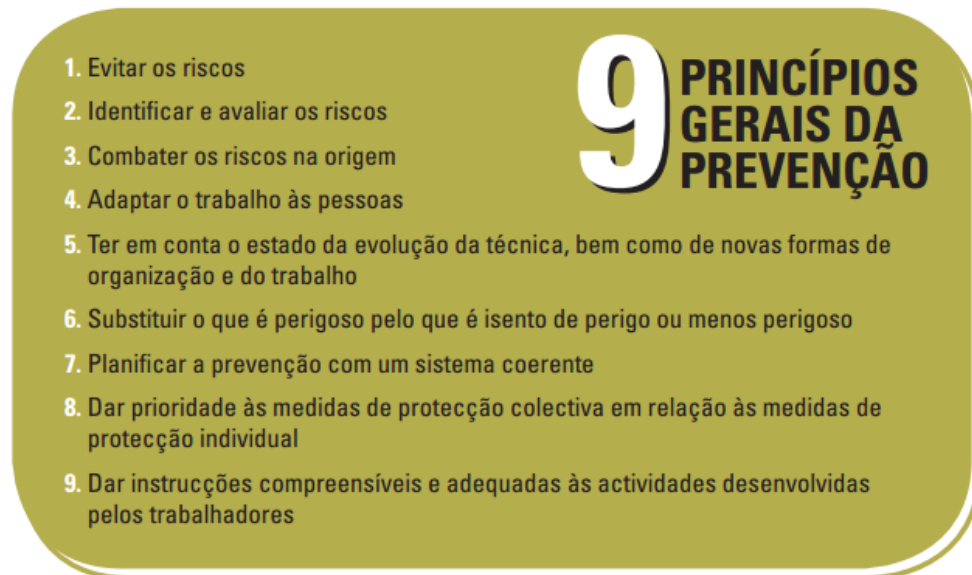 9 PRINCÍPIOS
GERAIS DA
PREVENÇÃO
1. Evitar os riscos
2. Identificar e avaliar os riscos
3. Combater os riscos na origem
4. Adaptar o trabalho às pessoas
5. Ter em conta o estado da evolução da técnica, bem como de novas formas de
organização e do trabalho
6. Substituir o que é perigoso pelo que é isento de perigo ou menos perigoso
7. Planificar a prevenção com um sistema coerente
8. Dar prioridade às medidas de protecção colectiva em relação às medidas de
protecção individual
9. Dar instrucções compreensíveis e adequadas às actividades desenvolvidas
pelos trabalhadores